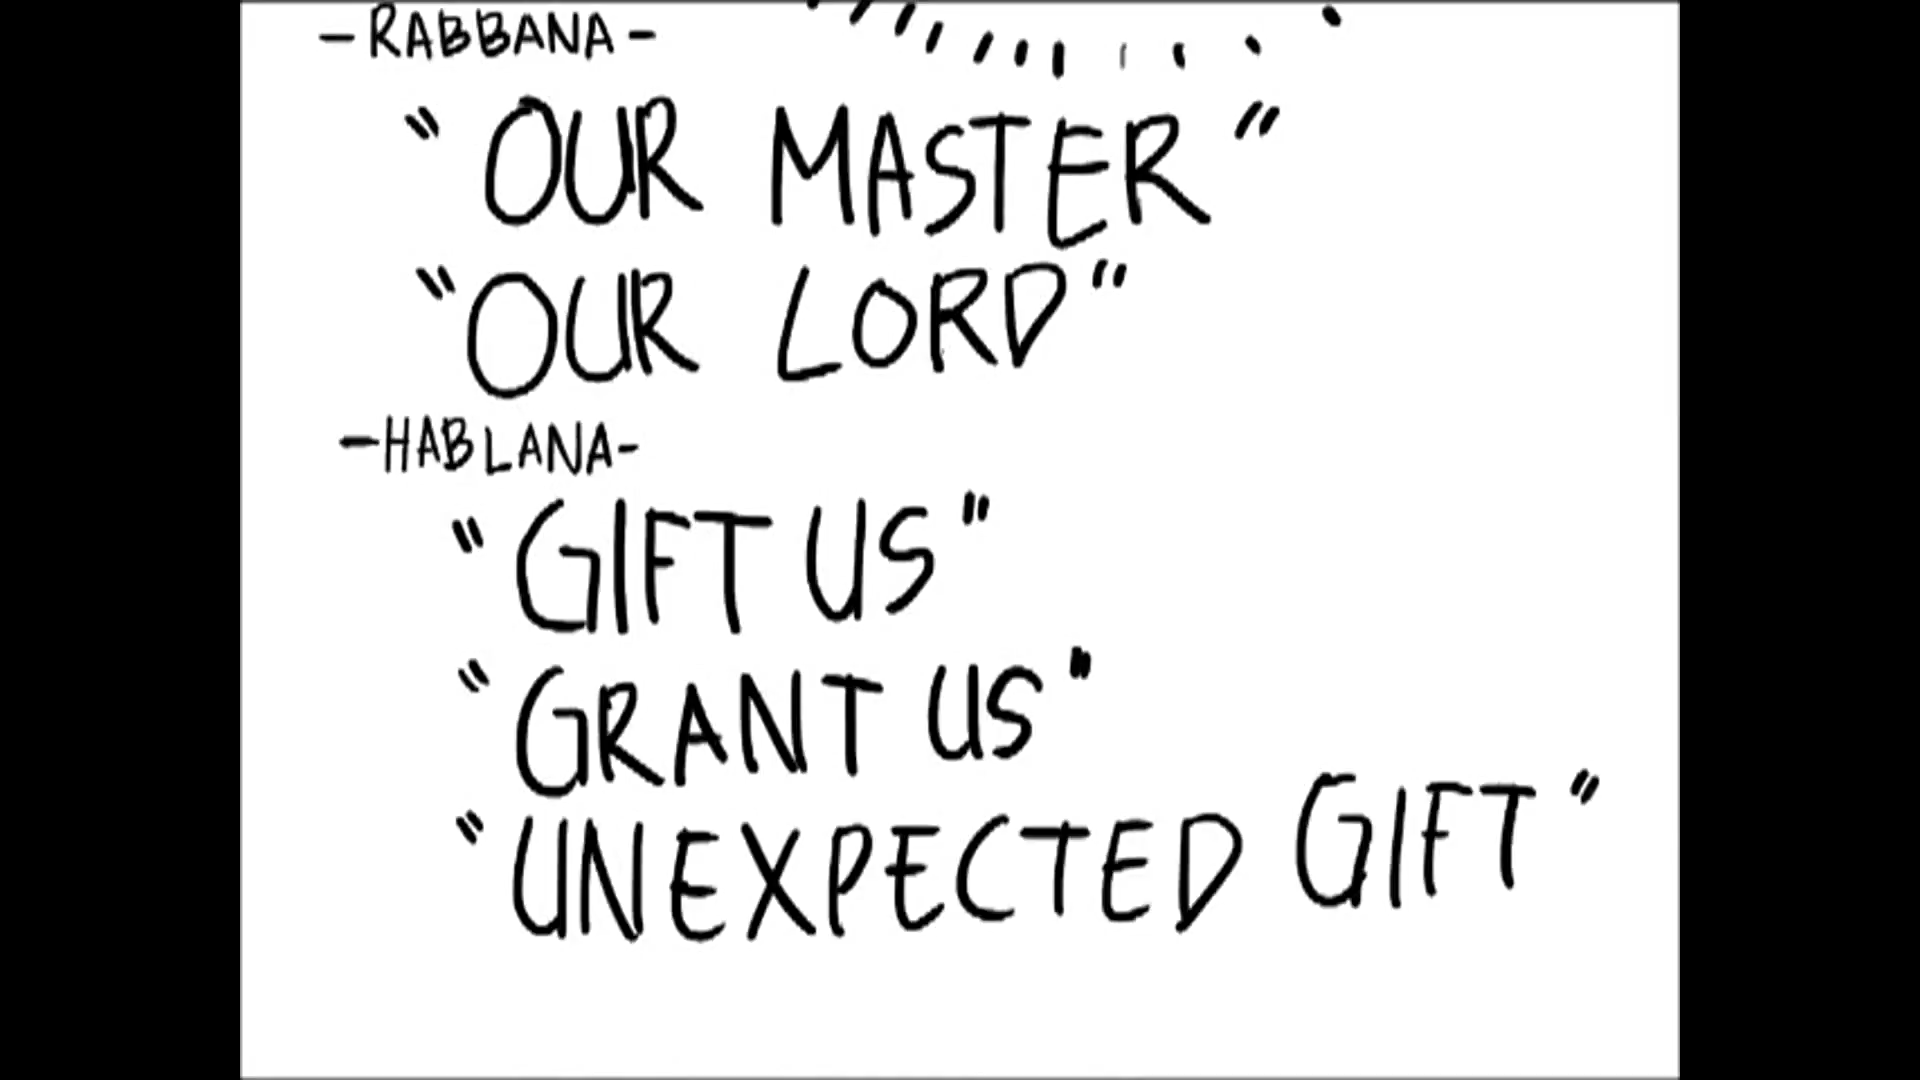 -RABBANA-
"OUR MASTER"
"OUR LORD"
-HABLANA-
"GIFT US"
"GRANT US"
"UNEXPECTED GIFT"